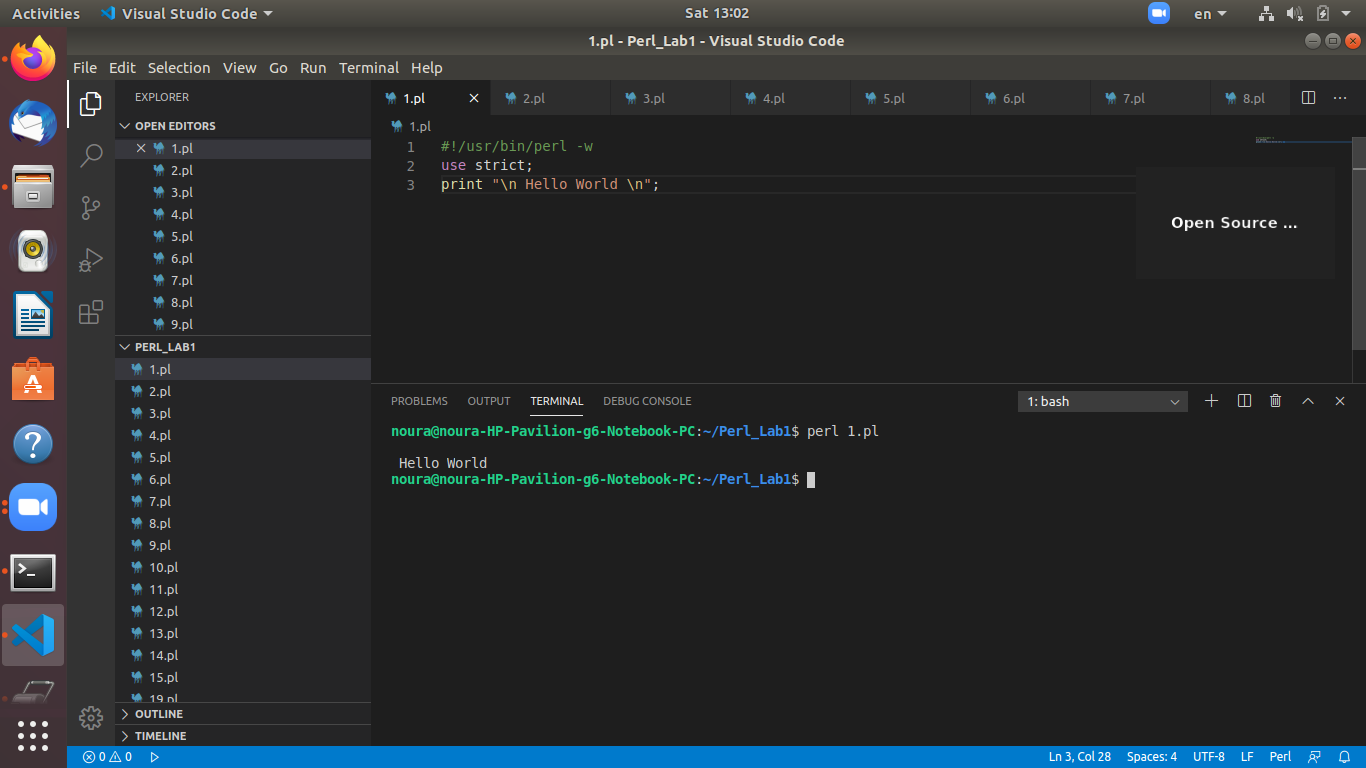 Activities Visual Studio Code Sat 13:02 en
1.pl - Perl_Lab1 - Visual Studio Code
File Edit Selection View Go Run Terminal Help
EXPLORER
OPEN EDITORS
1.pl
2.pl
3.pl
4.pl
5.pl
6.pl
7.pl
8.pl
9.pl
PERL_LAB1
1.pl
2.pl
3.pl
4.pl
5.pl
6.pl
7.pl
8.pl
9.pl
10.pl
11.pl
12.pl
13.pl
14.pl
15.pl
19.pl
OUTLINE
TIMELINE
1.pl 2.pl 3.pl 4.pl 5.pl 6.pl 7.pl 8.pl
1.pl
1 #!/usr/bin/perl -w
2 use strict;
3 print "\n Hello World \n";
Open Source ...
PROBLEMS OUTPUT TERMINAL DEBUG CONSOLE 1: bash
noura@noura-HP-Pavilion-g6-Notebook-PC:~/Perl_Lab1$ perl 1.pl
Hello World
noura@noura-HP-Pavilion-g6-Notebook-PC:~/Perl_Lab1$
0 0 Ln 3, Col 28 Spaces: 4 UTF-8 LF Perl